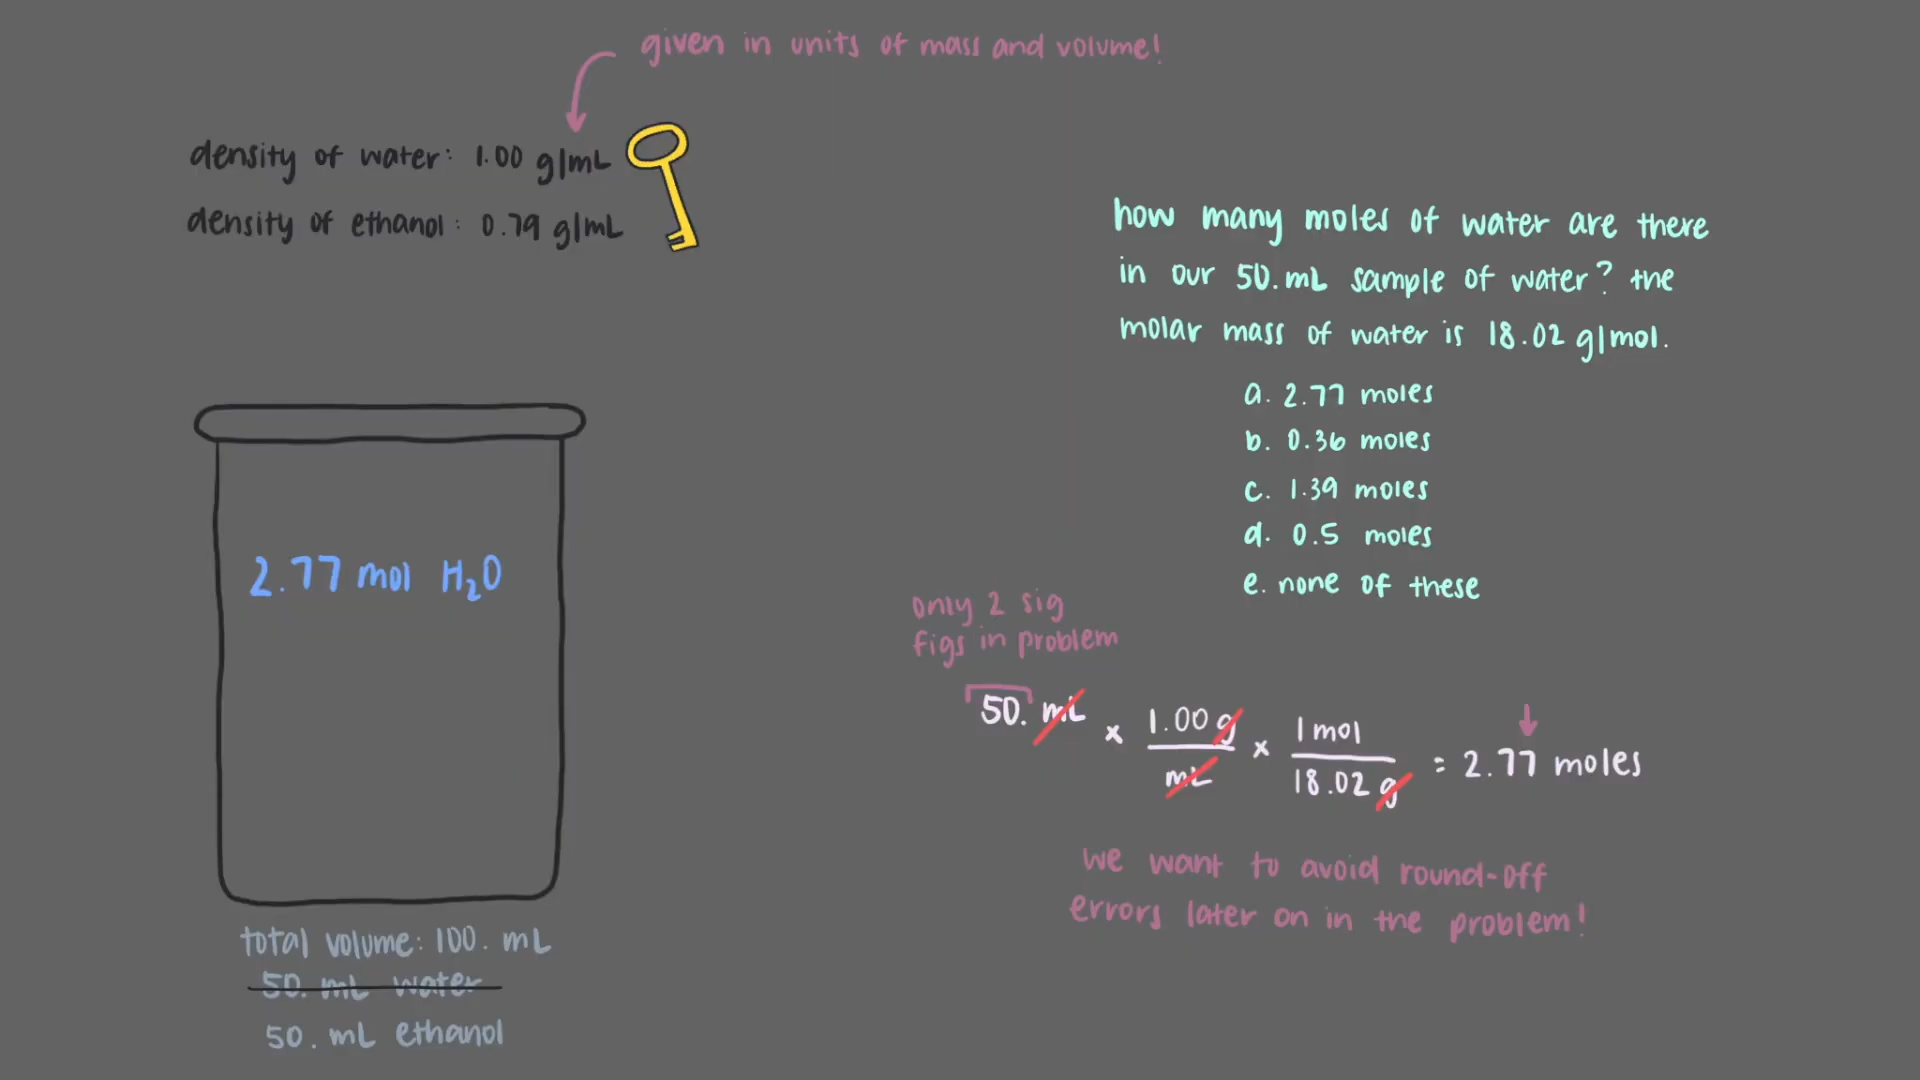 given in units of mass and volume!
density of water: 1.00 g/mL
density of ethanol: 0.79 g/mL
how many moles of water are there
in our 50. mL sample of water? the
molar mass of water is 18.02 g/mol.
a. 2.77 moles
b. 0.36 moles
c. 1.39 moles
d. 0.5 moles
e. none of these
2.77 mol H₂O
only 2 sig
figs in problem
50. mL x 1.00 g / mL x 1 mol / 18.02 g = 2.77 moles
we want to avoid round-off
errors later on in the problem!
total volume: 100. mL
50. mL water
50. mL ethanol